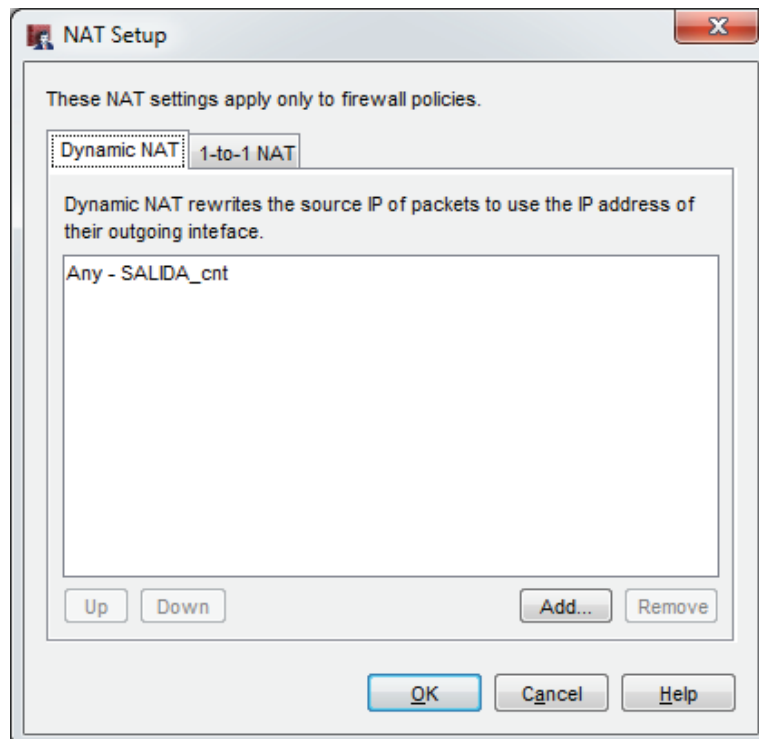 NAT Setup
These NAT settings apply only to firewall policies.
Dynamic NAT
1-to-1 NAT
Dynamic NAT rewrites the source IP of packets to use the IP address of
their outgoing inteface.
Any - SALIDA_cnt
Up
Down
Add...
Remove
OK
Cancel
Help